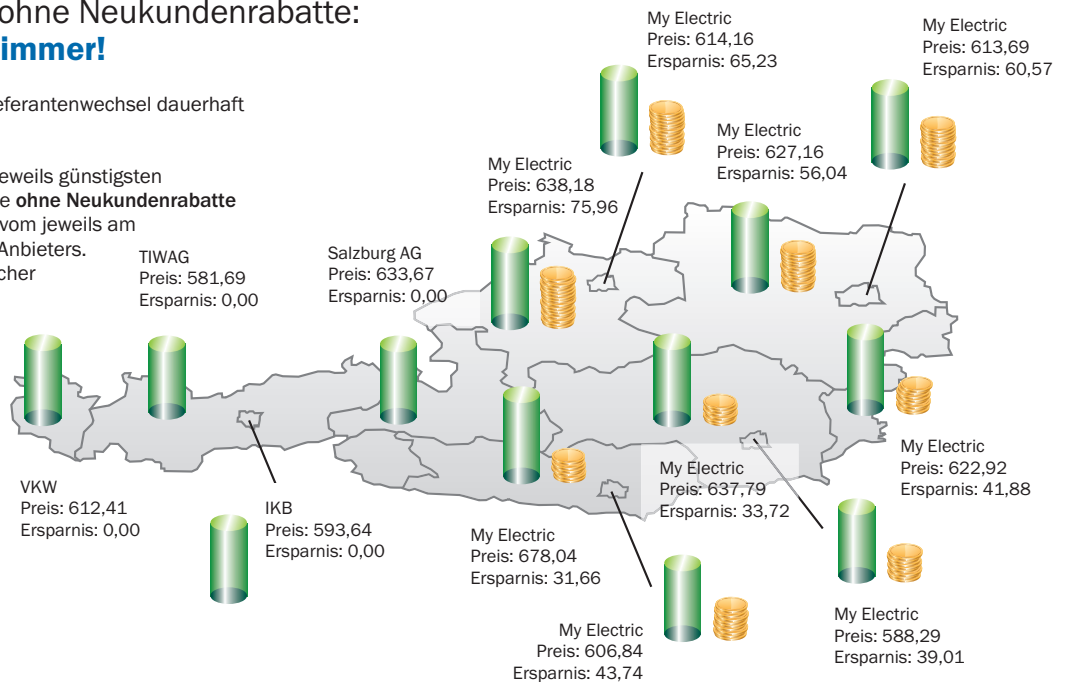 ohne Neukundenrabatte:
immer!
eferantenwechsel dauerhaft
eweils günstigsten
e ohne Neukundenrabatte
vom jeweils am
Anbieters.
cher
TIWAG
Preis: 581,69
Ersparnis: 0,00
Salzburg AG
Preis: 633,67
Ersparnis: 0,00
My Electric
Preis: 638,18
Ersparnis: 75,96
My Electric
Preis: 614,16
Ersparnis: 65,23
My Electric
Preis: 627,16
Ersparnis: 56,04
My Electric
Preis: 613,69
Ersparnis: 60,57
VKW
Preis: 612,41
Ersparnis: 0,00
IKB
Preis: 593,64
Ersparnis: 0,00
My Electric
Preis: 678,04
Ersparnis: 31,66
My Electric
Preis: 637,79
Ersparnis: 33,72
My Electric
Preis: 622,92
Ersparnis: 41,88
My Electric
Preis: 606,84
Ersparnis: 43,74
My Electric
Preis: 588,29
Ersparnis: 39,01